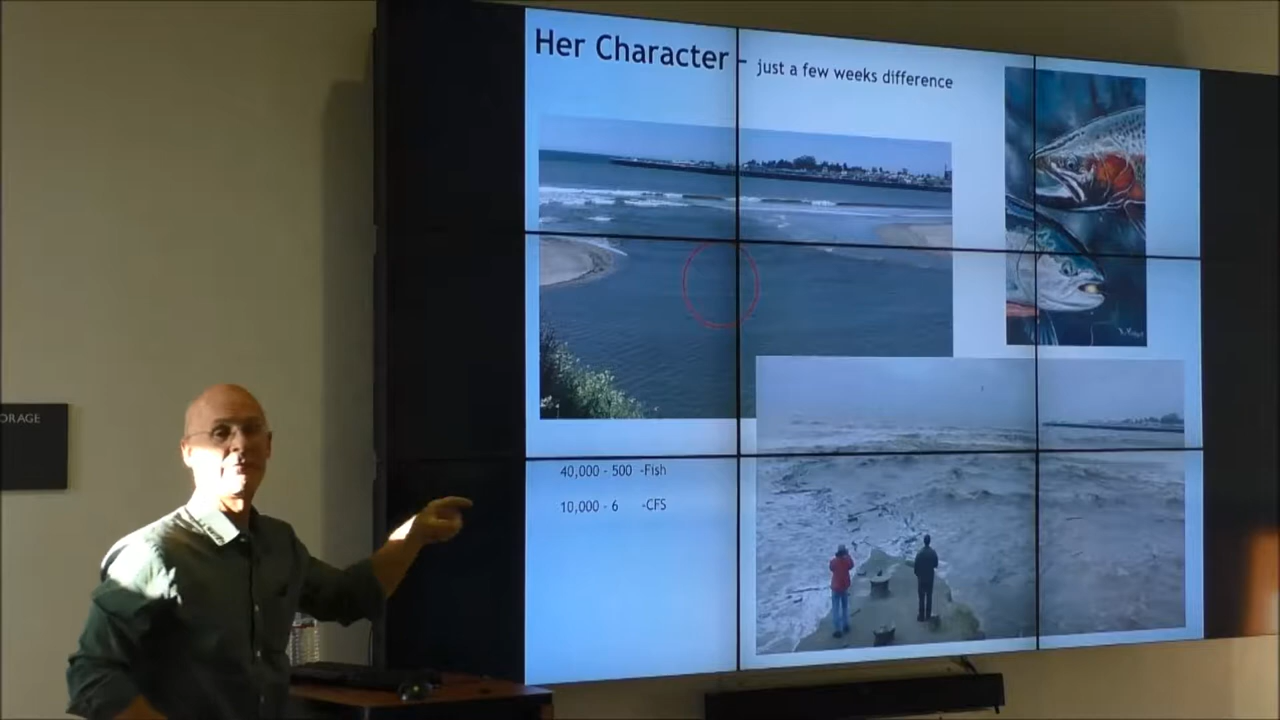 Her Character - just a few weeks difference
40,000 - 500 -Fish
10,000 - 6 -CFS
ORAGE